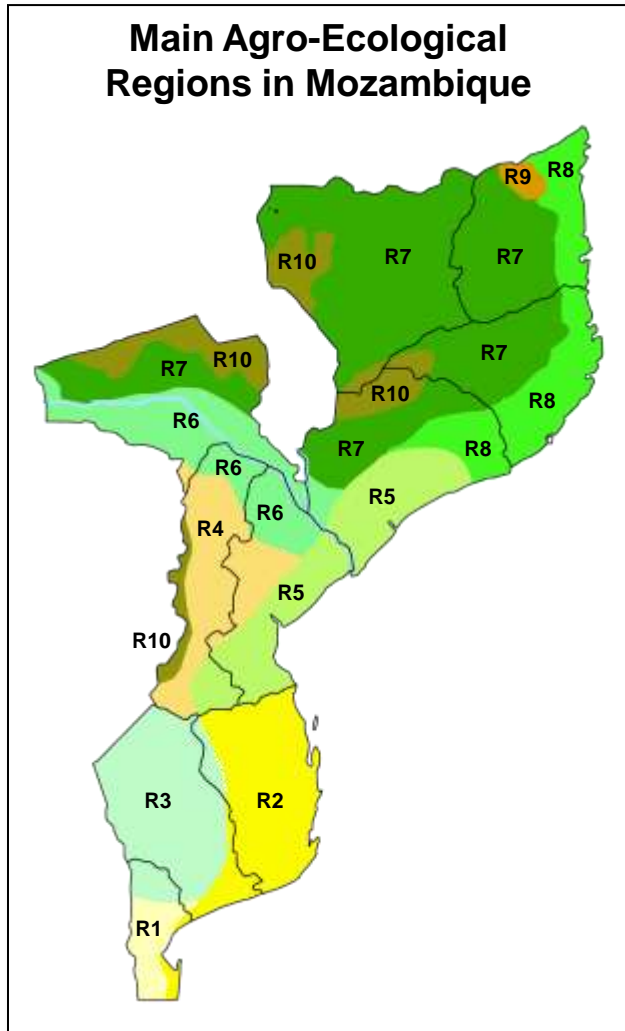 Main Agro-Ecological
Regions in Mozambique
R9
R8
R10
R7
R7
R7
R10
R7
R10
R8
R6
R7
R8
R6
R5
R4
R6
R5
R10
R3
R2
R1